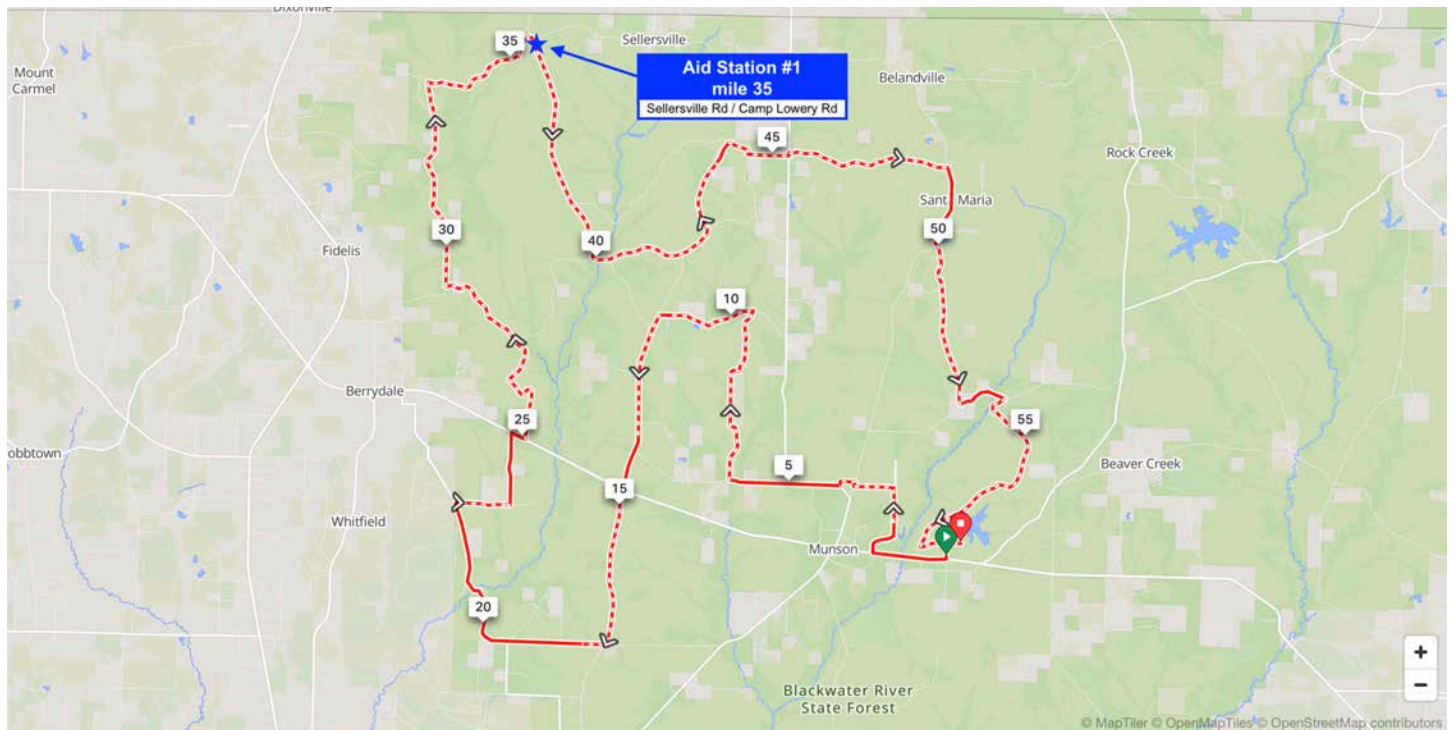 Dixonville
35
Sellersville
Mount
Carmel
Aid Station #1
mile 35
Sellersville Rd / Camp Lowery Rd
Belandville
45
Rock Creek
Sant Maria
30
40
50
Fidelis
10
Berrydale
25
55
obbtown
5
Beaver Creek
15
Whitfield
Munson
20
Blackwater River
State Forest
+
−
© MapTiler © OpenMapTiles © OpenStreetMap contributors